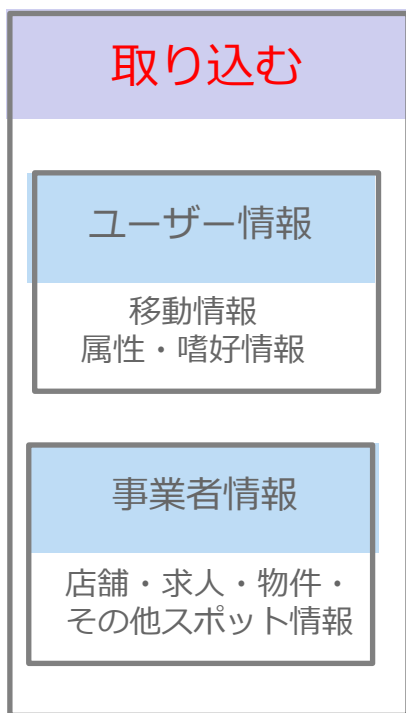 取り込む
ユーザー情報
移動情報
属性・嗜好情報
事業者情報
店舗・求人・物件・
その他スポット情報